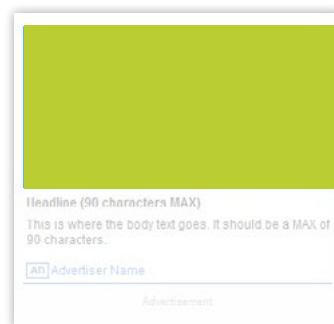 Headline (90 characters MAX)
This is where the body text goes. It should be a MAX of
90 characters.
AD Advertiser Name
Advertisement